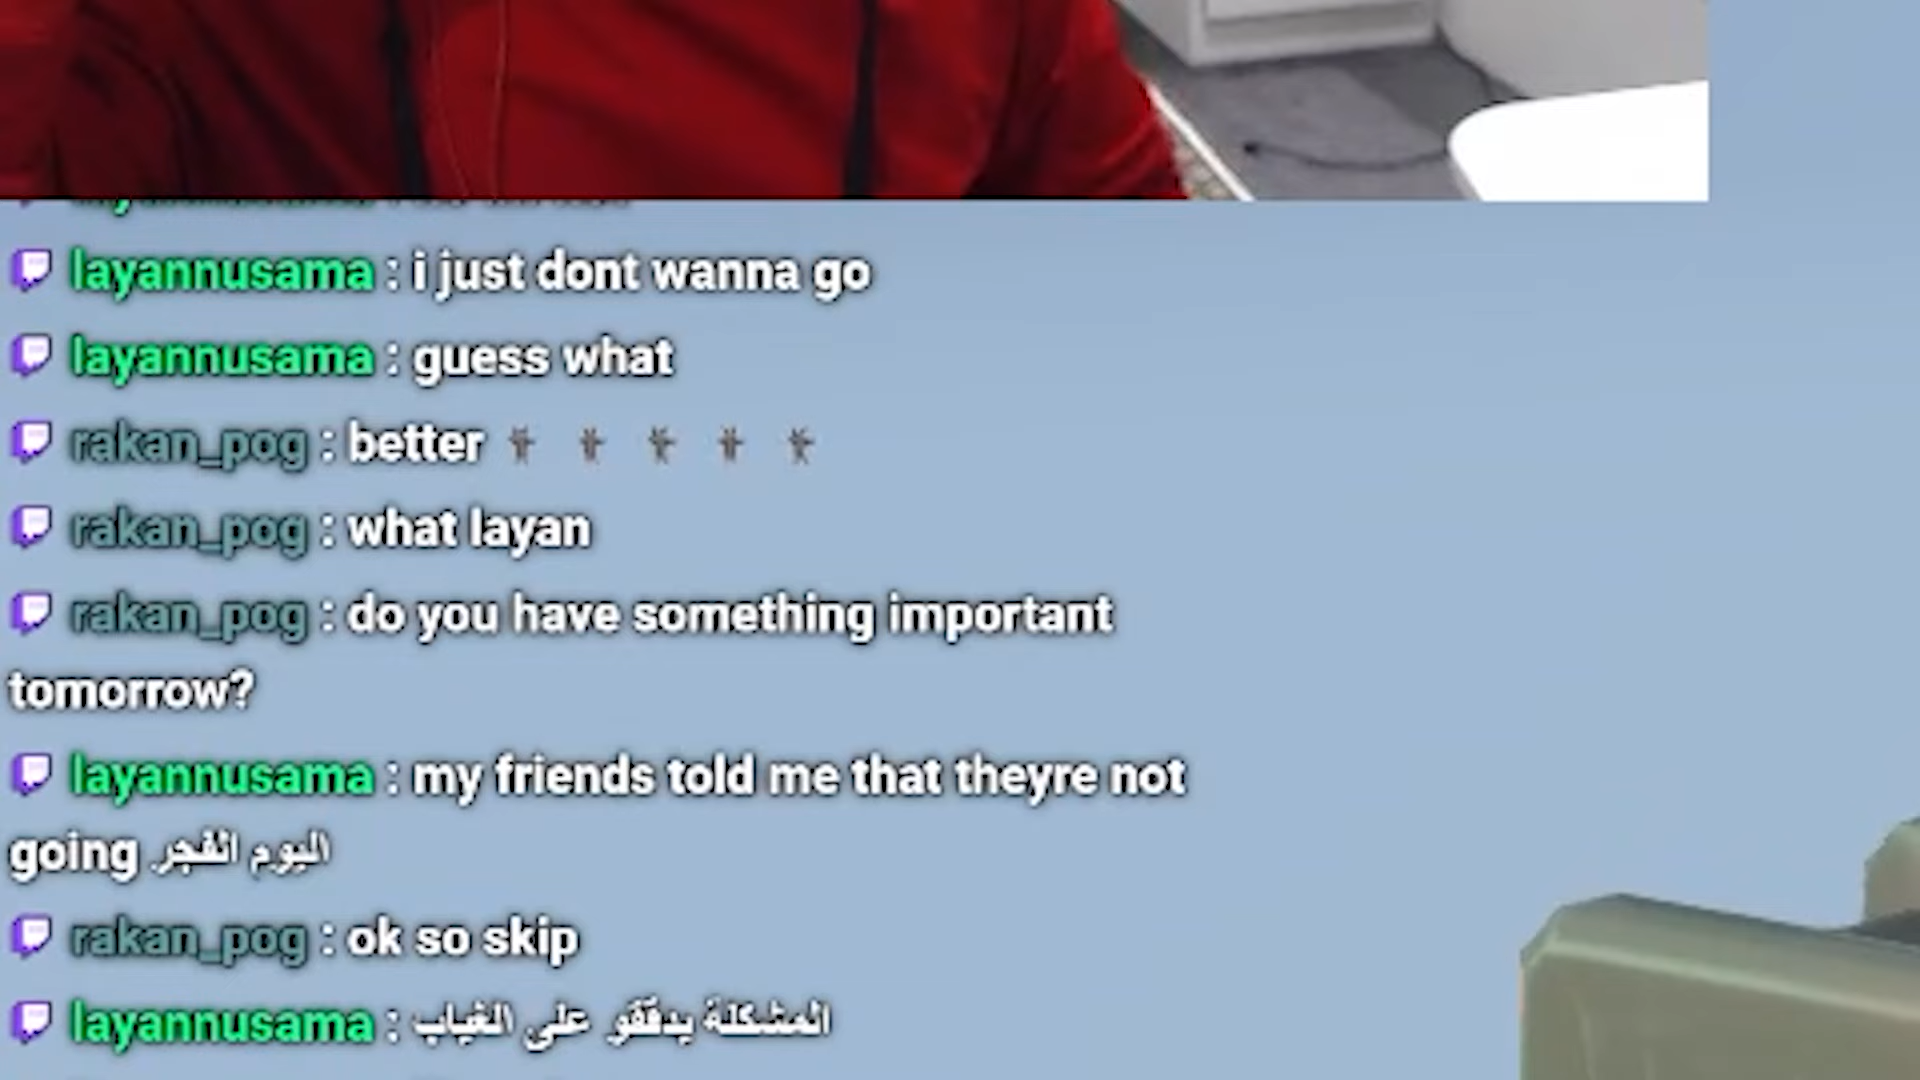 layannusama : i just dont wanna go
layannusama : guess what
rakan_pog : better
rakan_pog : what layan
rakan_pog : do you have something important
tomorrow?
layannusama : my friends told me that theyre not
going اليوم الفجر
rakan_pog : ok so skip
layannusama : المشكلة يدققو على الغياب